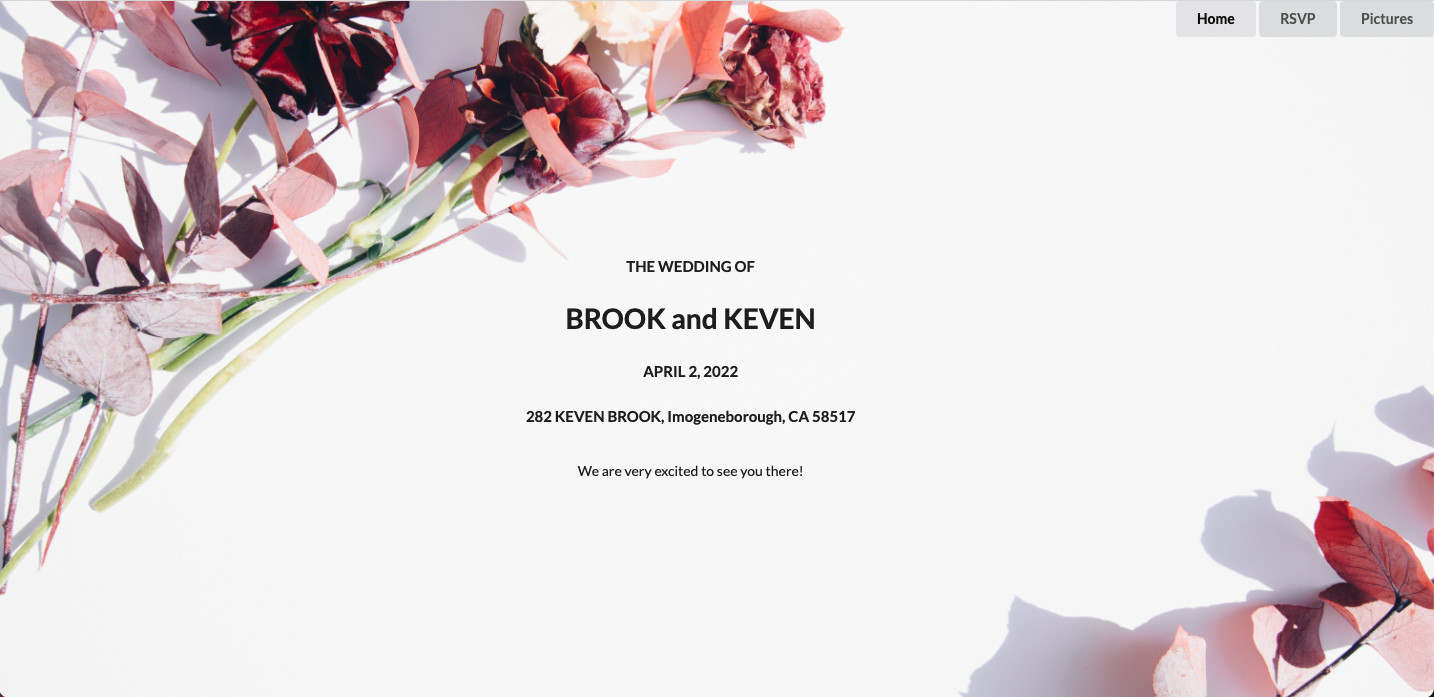 Home RSVP Pictures
THE WEDDING OF
BROOK and KEVEN
APRIL 2, 2022
282 KEVEN BROOK, Imogeneborough, CA 58517
We are very excited to see you there!